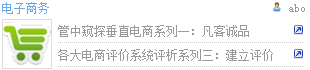 电子商务 abo
管中窥探垂直电商系列一：凡客诚品
各大电商评价系统评析系列三：建立评价